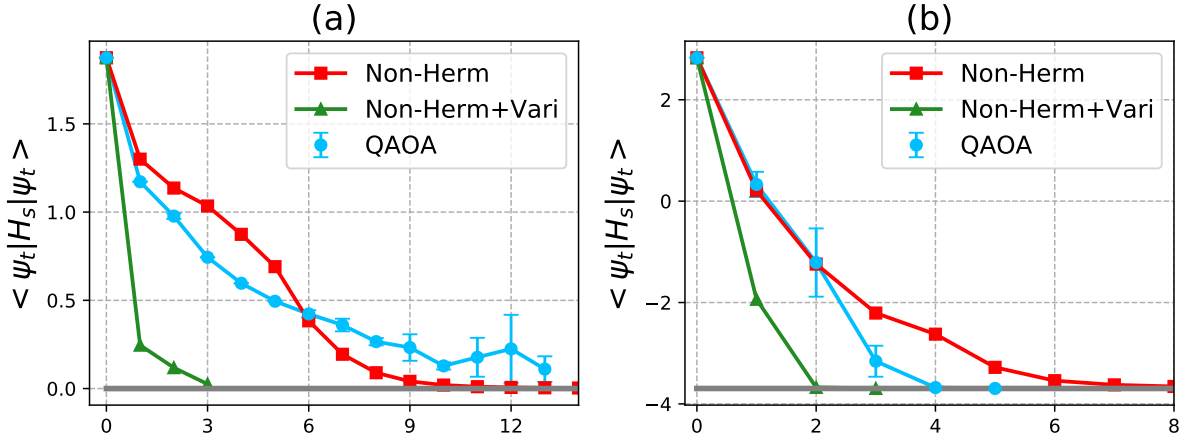 (a)
< ψt|Hs|ψt >
1.5
1.0
0.5
0.0
0 3 6 9 12
Non-Herm
Non-Herm+Vari
QAOA
(b)
< ψt|Hs|ψt >
2
0
−2
−4
0 2 4 6 8
Non-Herm
Non-Herm+Vari
QAOA